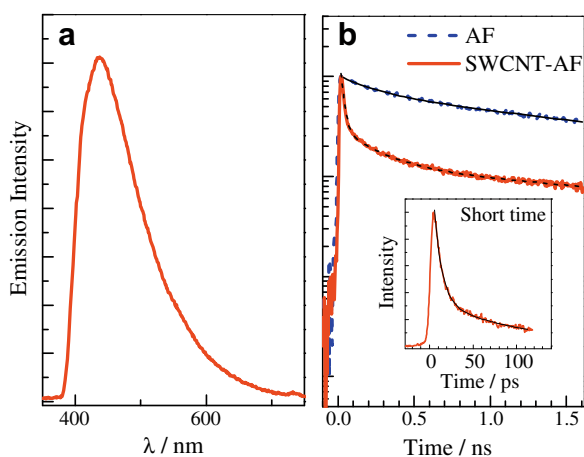 a
Emission Intensity
400
600
λ / nm
b
AF
SWCNT-AF
Short time
Intensity
0
50
100
Time / ps
0.0
0.5
1.0
1.5
Time / ns